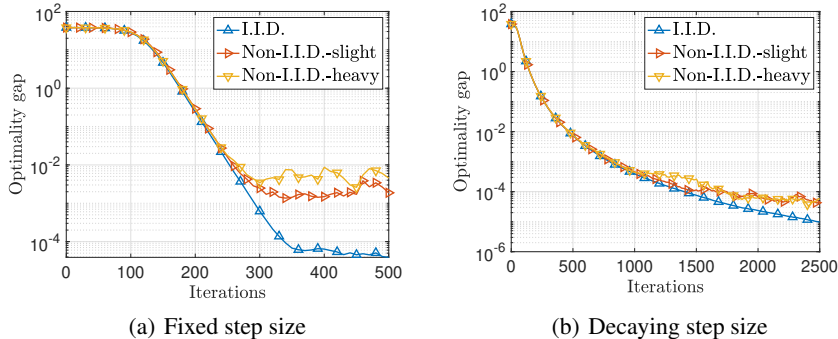 10^2
10^0
10^-2
10^-4
Optimality gap
I.I.D.
Non-I.I.D.-slight
Non-I.I.D.-heavy
0 100 200 300 400 500
Iterations
(a) Fixed step size
10^2
10^0
10^-2
10^-4
10^-6
Optimality gap
I.I.D.
Non-I.I.D.-slight
Non-I.I.D.-heavy
0 500 1000 1500 2000 2500
Iterations
(b) Decaying step size